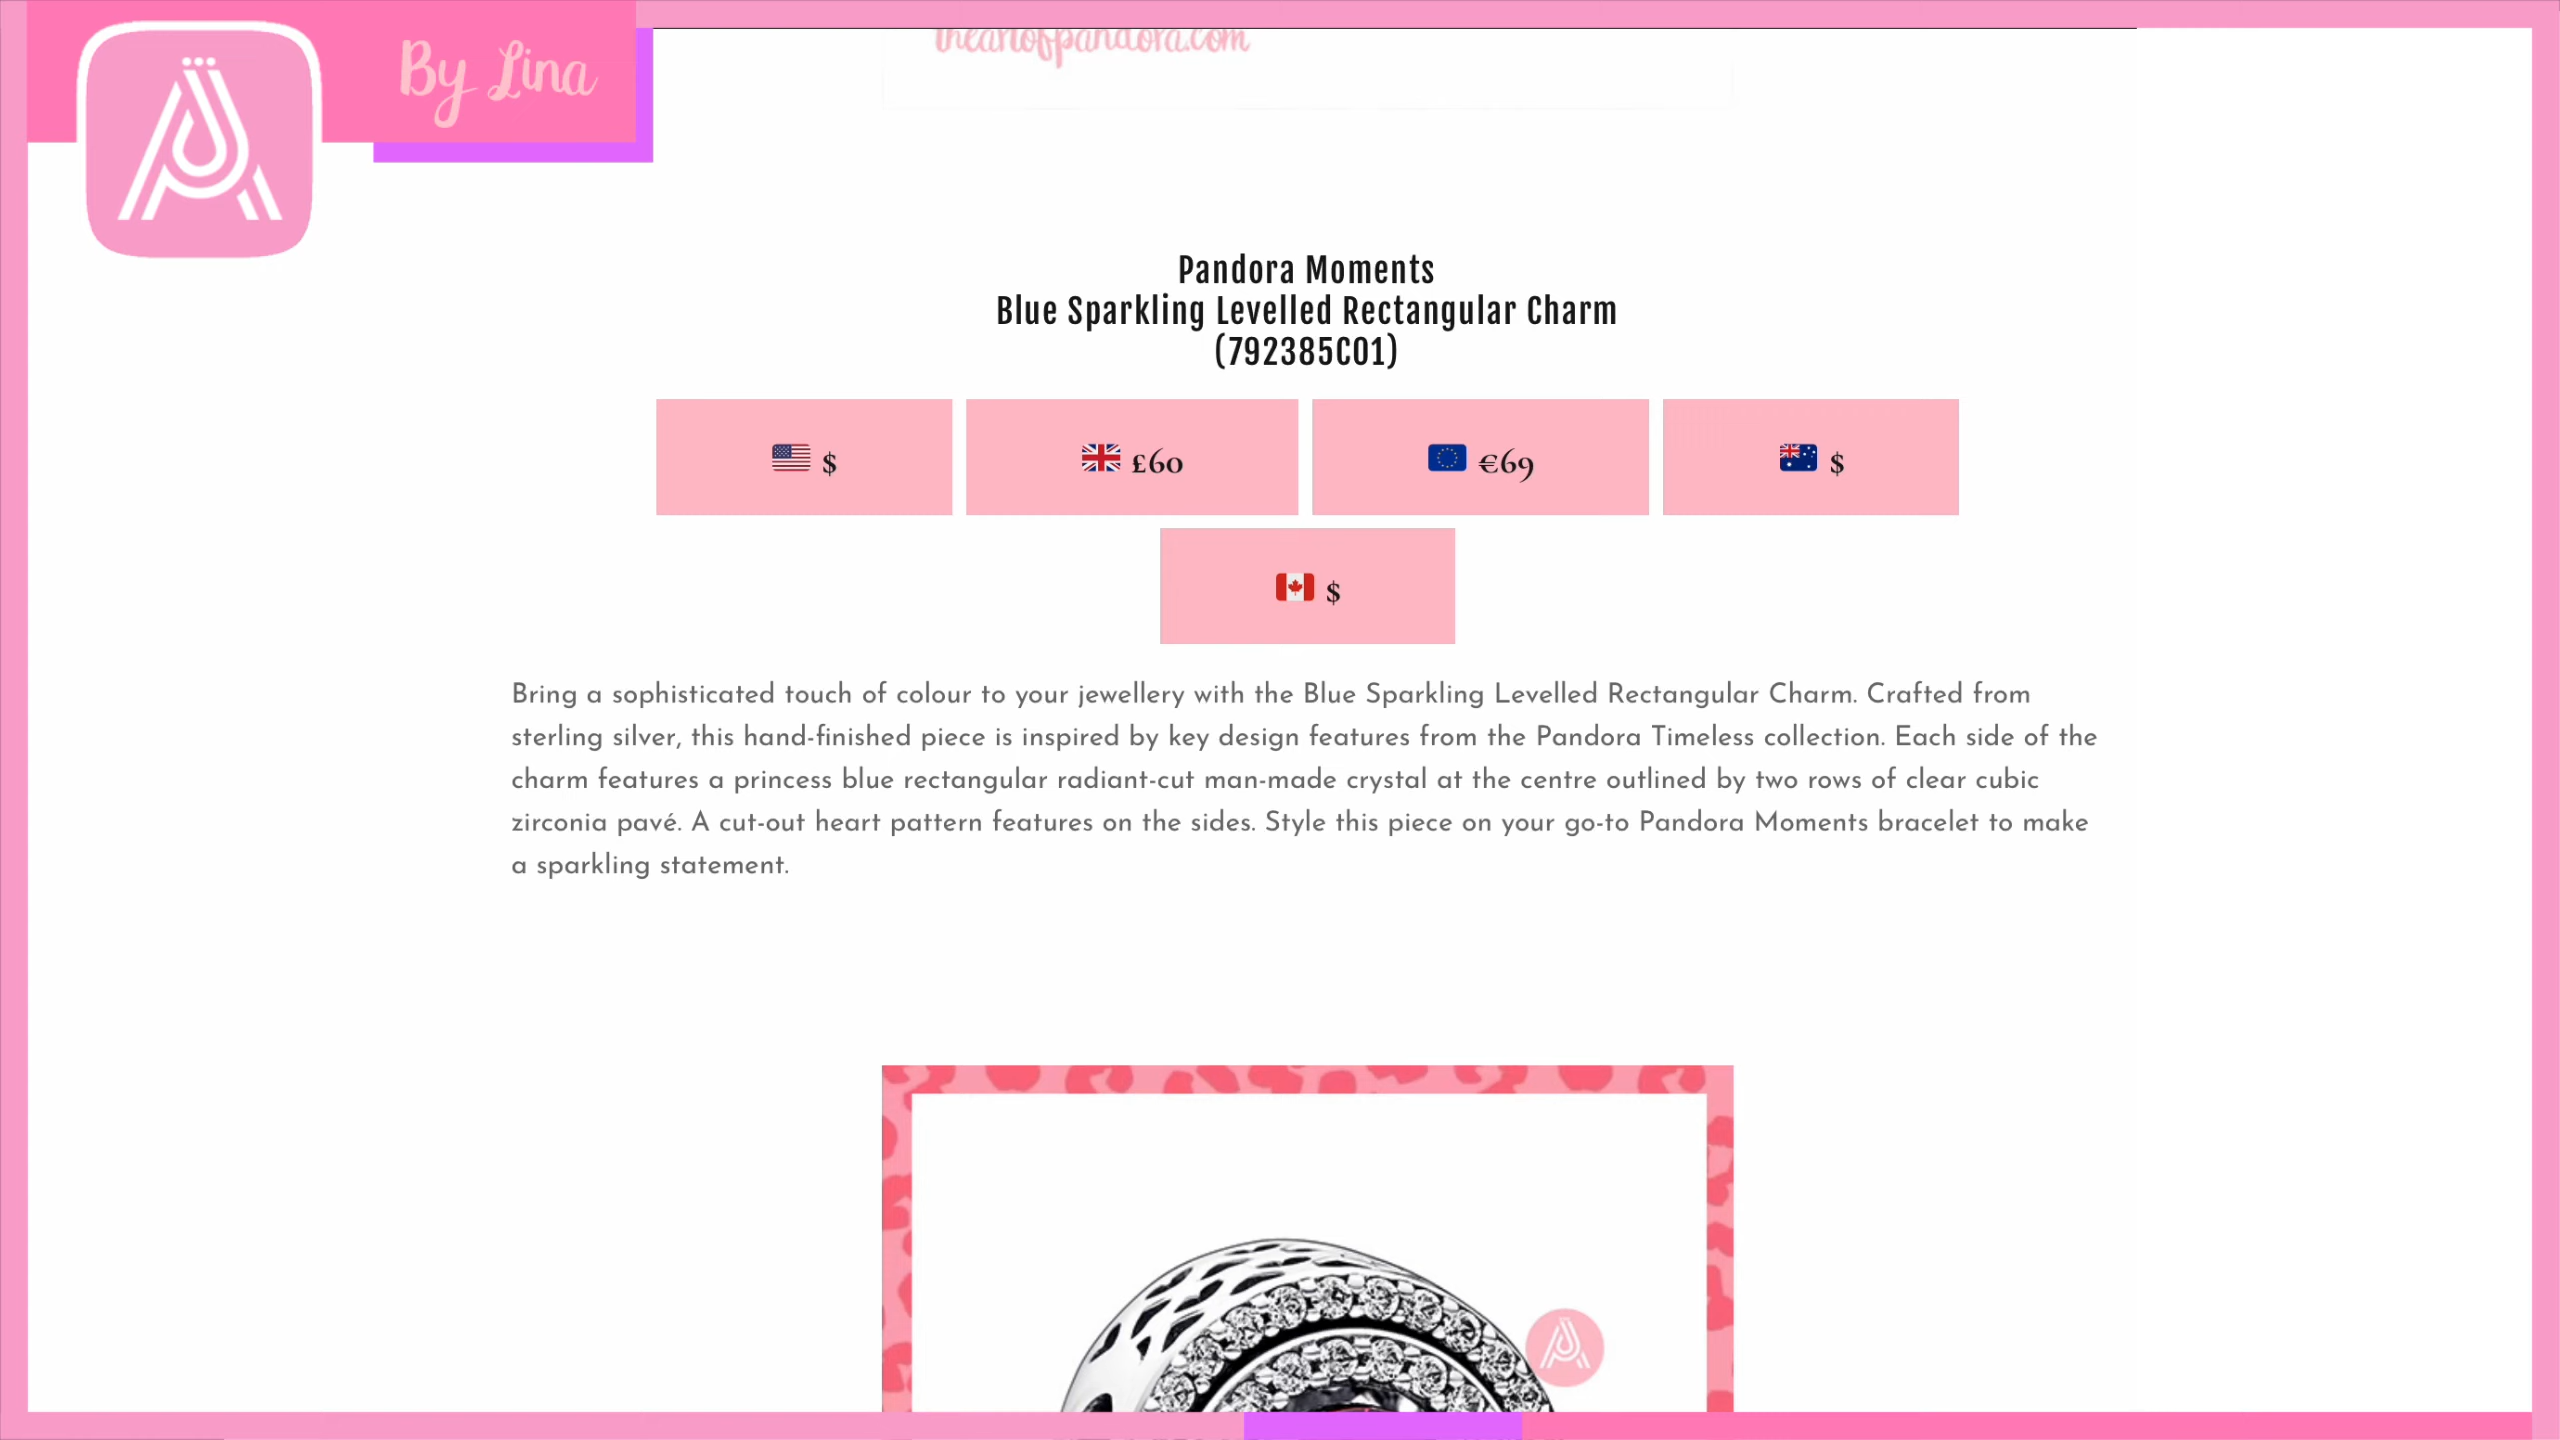 By Lina
theartofpandora.com
Pandora Moments
Blue Sparkling Levelled Rectangular Charm
(792385C01)
$ £60 €69 $
$
Bring a sophisticated touch of colour to your jewellery with the Blue Sparkling Levelled Rectangular Charm. Crafted from
sterling silver, this hand-finished piece is inspired by key design features from the Pandora Timeless collection. Each side of the
charm features a princess blue rectangular radiant-cut man-made crystal at the centre outlined by two rows of clear cubic
zirconia pavé. A cut-out heart pattern features on the sides. Style this piece on your go-to Pandora Moments bracelet to make
a sparkling statement.